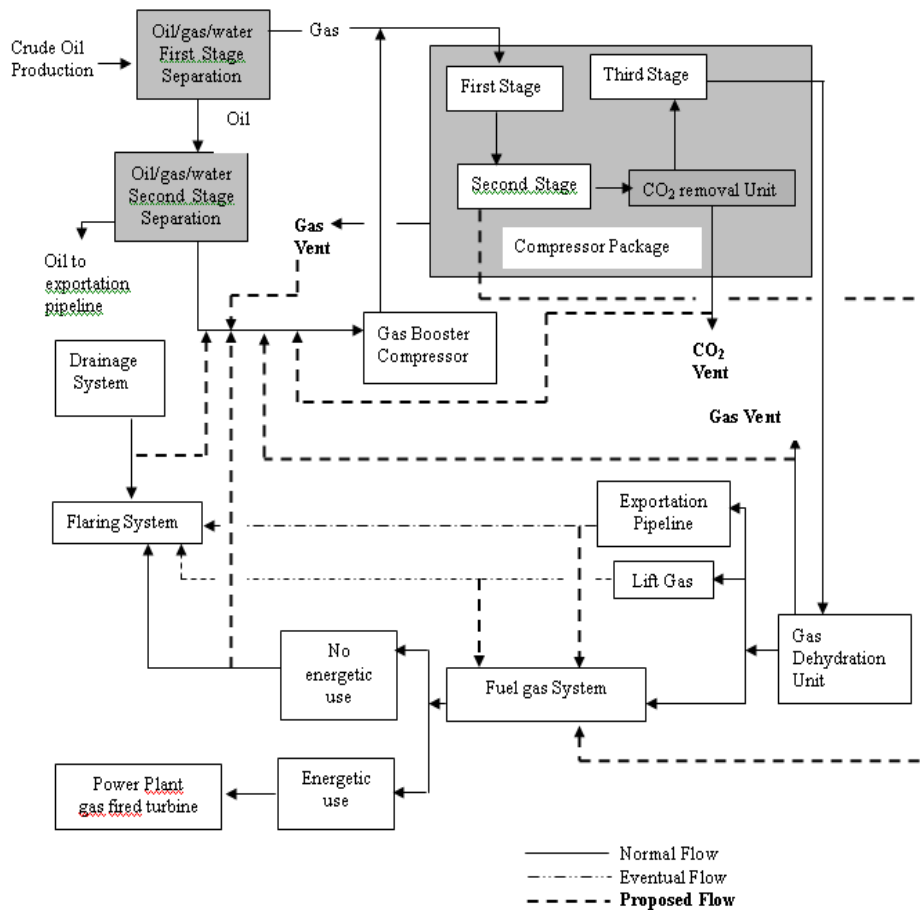 Oil/gas/water
First Stage
Separation
Gas
Crude Oil
Production
Third Stage
First Stage
Oil
Oil/gas/water
Second Stage
Separation
Second Stage
CO₂ removal Unit
Gas
Vent
Compressor Package
Oil to
exportation
pipeline
Gas Booster
Compressor
CO₂
Vent
Drainage
System
Gas Vent
Exportation
Pipeline
Flaring System
Lift Gas
Gas
Dehydration
Unit
No
energetic
use
Fuel gas System
Energetic
use
Power Plant
gas fired turbine
Normal Flow
Eventual Flow
Proposed Flow